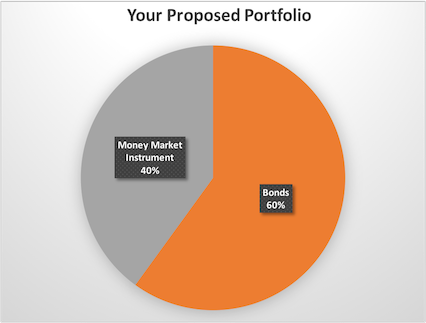 Your Proposed Portfolio
Money Market
Instrument
40%
Bonds
60%